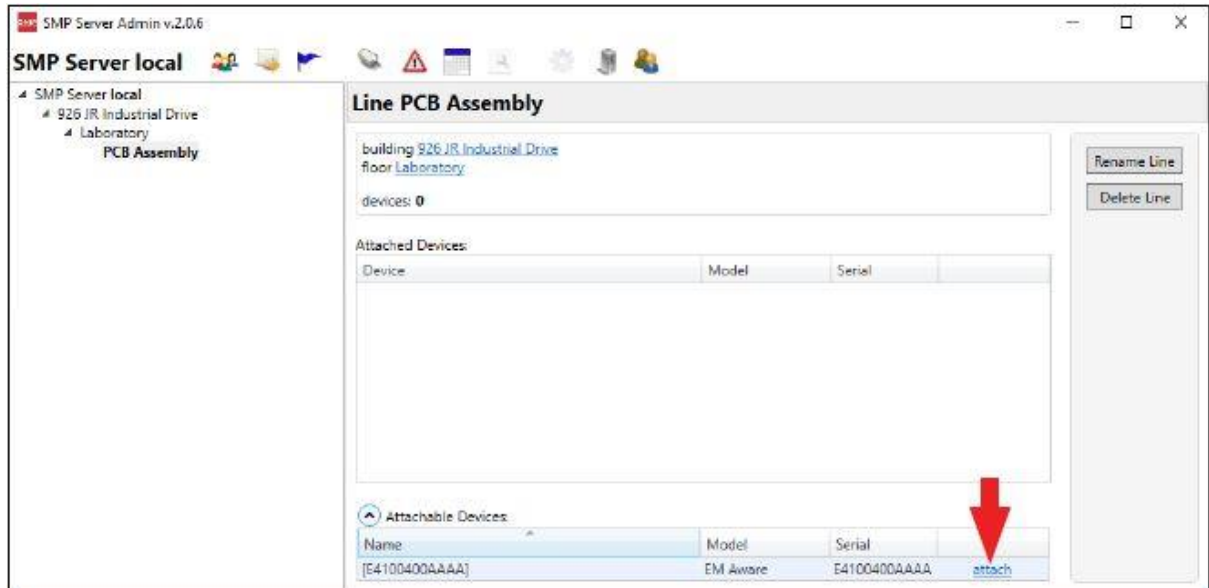 SMP Server Admin v.2.0.6
SMP Server local
SMP Server local
926 JR Industrial Drive
Laboratory
PCB Assembly
Line PCB Assembly
building 926 JR Industrial Drive
floor Laboratory
devices: 0
Rename Line
Delete Line
Attached Devices:
Device Model Serial
Attachable Devices:
Name Model Serial
[E4100400AAAA] EM Aware E4100400AAAA attach